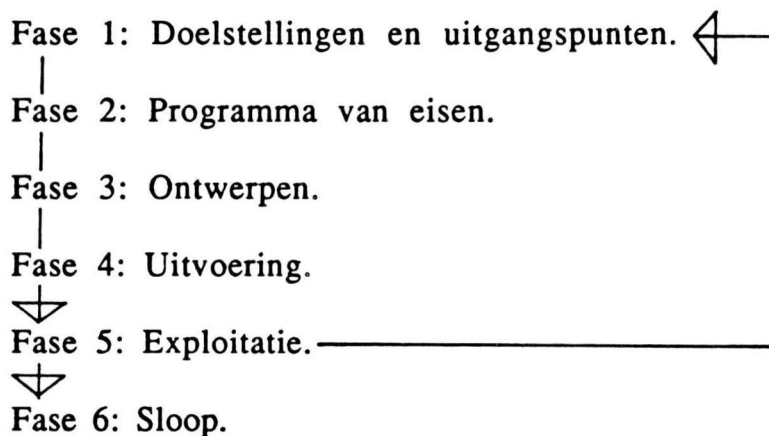 Fase 1: Doelstellingen en uitgangspunten.
Fase 2: Programma van eisen.
Fase 3: Ontwerpen.
Fase 4: Uitvoering.
Fase 5: Exploitatie.
Fase 6: Sloop.